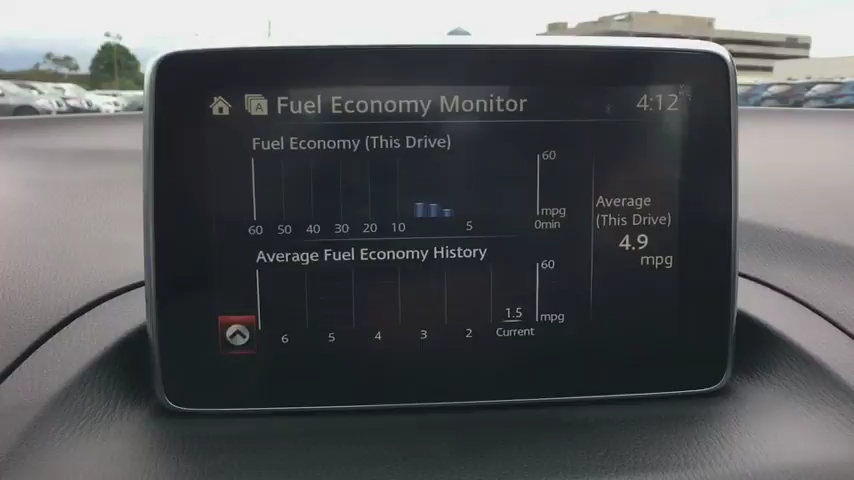 A Fuel Economy Monitor 4:12
Fuel Economy (This Drive)
60
mpg
60 50 40 30 20 10 5 0min
Average
(This Drive)
4.9
mpg
Average Fuel Economy History
60
1.5
mpg
6 5 4 3 2 Current